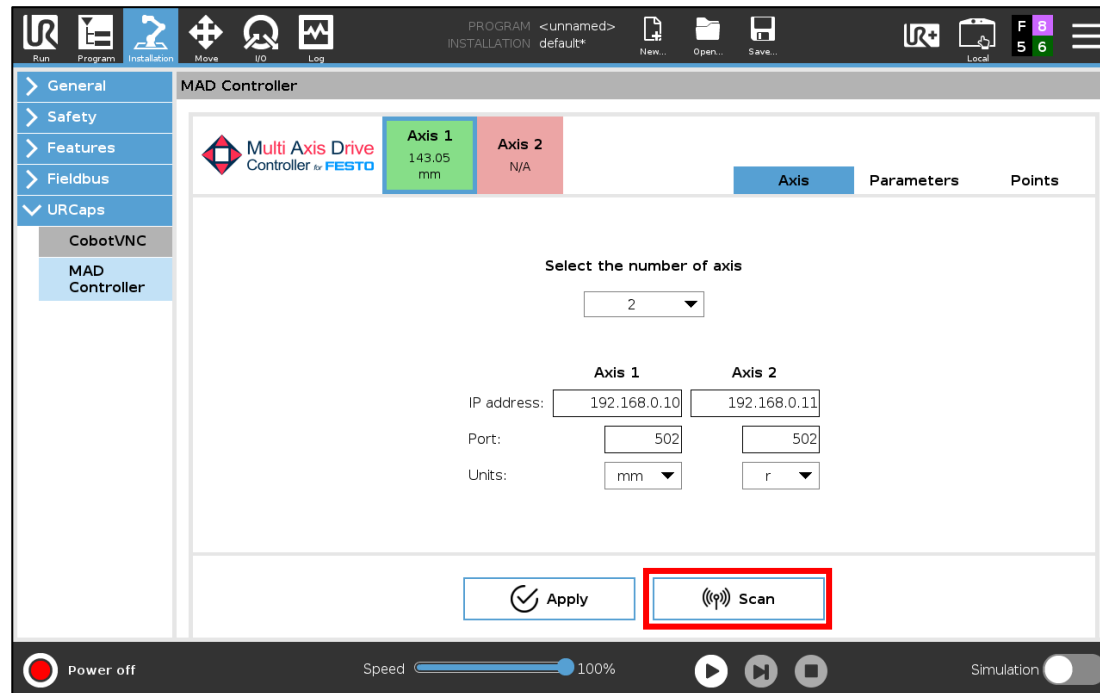 PROGRAM <unnamed>
INSTALLATION default*
Run
Program
Installation
Move
I/O
Log
New...
Open...
Save...
UR+
Local
F 8
5 6
General
Safety
Features
Fieldbus
URCaps
CobotVNC
MAD
Controller
MAD Controller
Multi Axis Drive
Controller for FESTO
Axis 1
143.05
mm
Axis 2
N/A
Axis
Parameters
Points
Select the number of axis
2
Axis 1 Axis 2
IP address: 192.168.0.10 192.168.0.11
Port: 502 502
Units: mm r
Apply
Scan
Power off
Speed 100%
Simulation